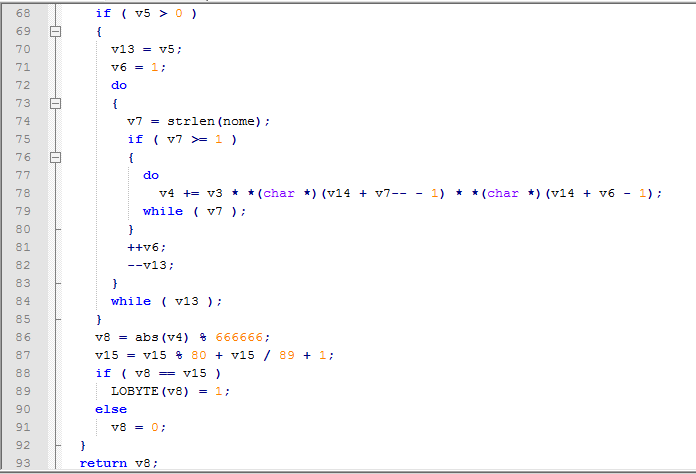 68 if ( v5 > 0 )
69 {
70 v13 = v5;
71 v6 = 1;
72 do
73 {
74 v7 = strlen(nome);
75 if ( v7 >= 1 )
76 {
77 do
78 v4 += v3 * *(char *)(v14 + v7-- - 1) * *(char *)(v14 + v6 - 1);
79 while ( v7 );
80 }
81 ++v6;
82 --v13;
83 }
84 while ( v13 );
85 }
86 v8 = abs(v4) % 666666;
87 v15 = v15 % 80 + v15 / 89 + 1;
88 if ( v8 == v15 )
89 LOBYTE(v8) = 1;
90 else
91 v8 = 0;
92 }
93 return v8;